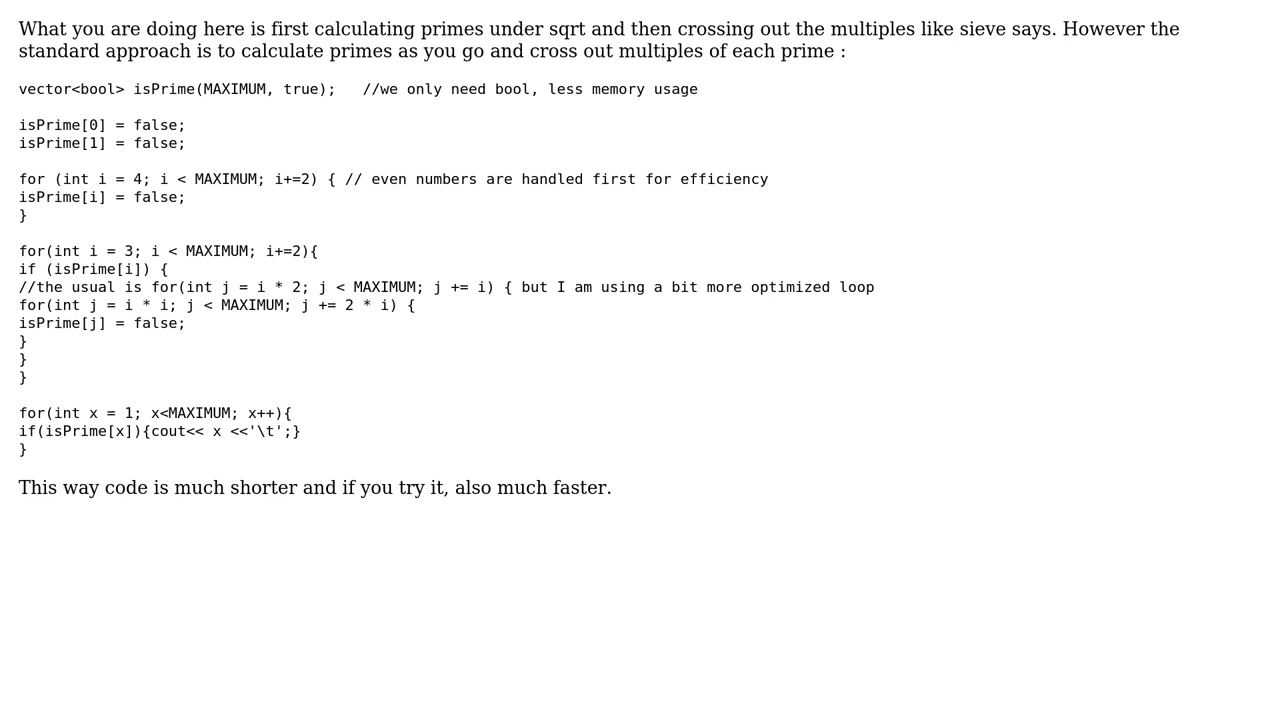 What you are doing here is first calculating primes under sqrt and then crossing out the multiples like sieve says. However the
standard approach is to calculate primes as you go and cross out multiples of each prime :
vector<bool> isPrime(MAXIMUM, true);   //we only need bool, less memory usage
isPrime[0] = false;
isPrime[1] = false;
for (int i = 4; i < MAXIMUM; i+=2) { // even numbers are handled first for efficiency
isPrime[i] = false;
}
for(int i = 3; i < MAXIMUM; i+=2){
if (isPrime[i]) {
//the usual is for(int j = i * 2; j < MAXIMUM; j += i) { but I am using a bit more optimized loop
for(int j = i * i; j < MAXIMUM; j += 2 * i) {
isPrime[j] = false;
}
}
}
for(int x = 1; x<MAXIMUM; x++){
if(isPrime[x]){cout<< x <<'\t';}
}
This way code is much shorter and if you try it, also much faster.